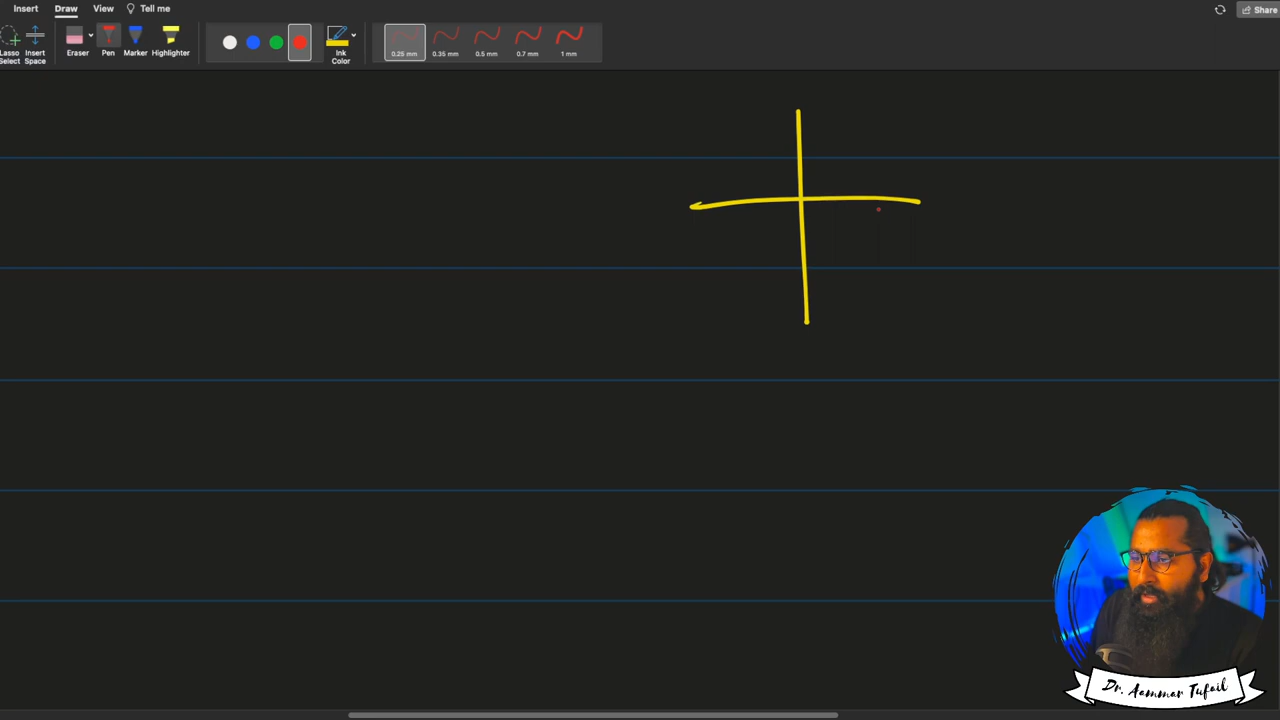 Insert Draw View Tell me Share
Lasso Select
Insert Space
Eraser
Pen
Marker
Highlighter
Ink Color
0.25 mm 0.35 mm 0.5 mm 0.7 mm 1 mm
Dr. Aammar Tufail